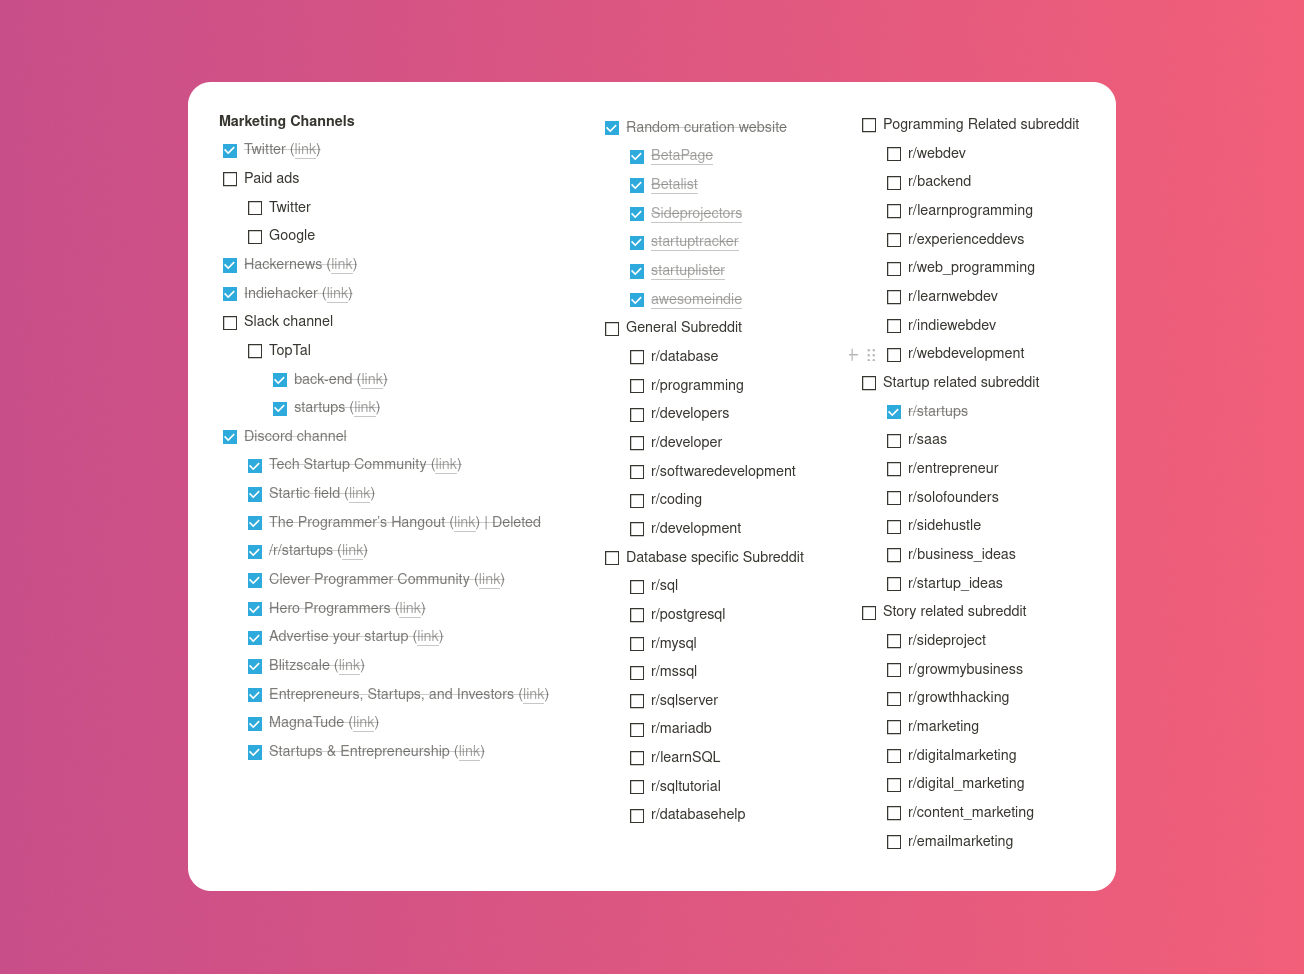 Marketing Channels
Twitter (link)
Paid ads
Twitter
Google
Hackernews (link)
Indiehacker (link)
Slack channel
TopTal
back-end (link)
startups (link)
Discord channel
Tech Startup Community (link)
Startic field (link)
The Programmer's Hangout (link) | Deleted
/r/startups (link)
Clever Programmer Community (link)
Hero Programmers (link)
Advertise your startup (link)
Blitzscale (link)
Entrepreneurs, Startups, and Investors (link)
MagnaTude (link)
Startups & Entrepreneurship (link)
Random curation website
BetaPage
Betalist
Sideprojectors
startuptracker
startuplister
awesomeindie
General Subreddit
r/database
r/programming
r/developers
r/developer
r/softwaredevelopment
r/coding
r/development
Database specific Subreddit
r/sql
r/postgresql
r/mysql
r/mssql
r/sqlserver
r/mariadb
r/learnSQL
r/sqltutorial
r/databasehelp
Pogramming Related subreddit
r/webdev
r/backend
r/learnprogramming
r/experienceddevs
r/web_programming
r/learnwebdev
r/indiewebdev
r/webdevelopment
Startup related subreddit
r/startups
r/saas
r/entrepreneur
r/solofounders
r/sidehustle
r/business_ideas
r/startup_ideas
Story related subreddit
r/sideproject
r/growmybusiness
r/growthhacking
r/marketing
r/digitalmarketing
r/digital_marketing
r/content_marketing
r/emailmarketing